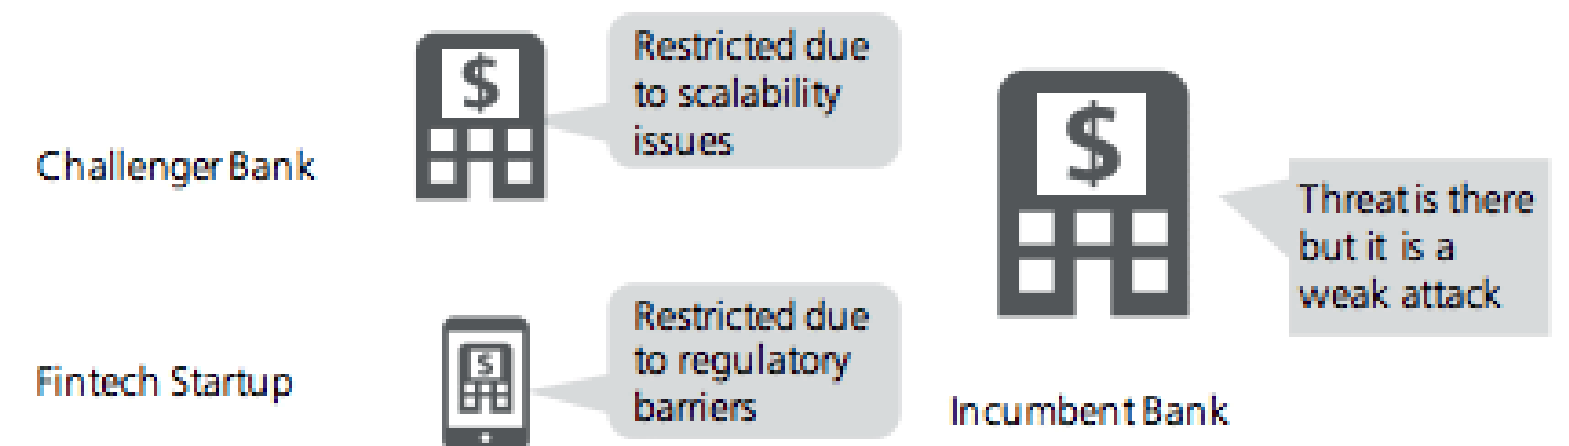 Challenger Bank
$
Restricted due
to scalability
issues
Fintech Startup
$
Restricted due
to regulatory
barriers
$
Incumbent Bank
Threat is there
but it is a
weak attack